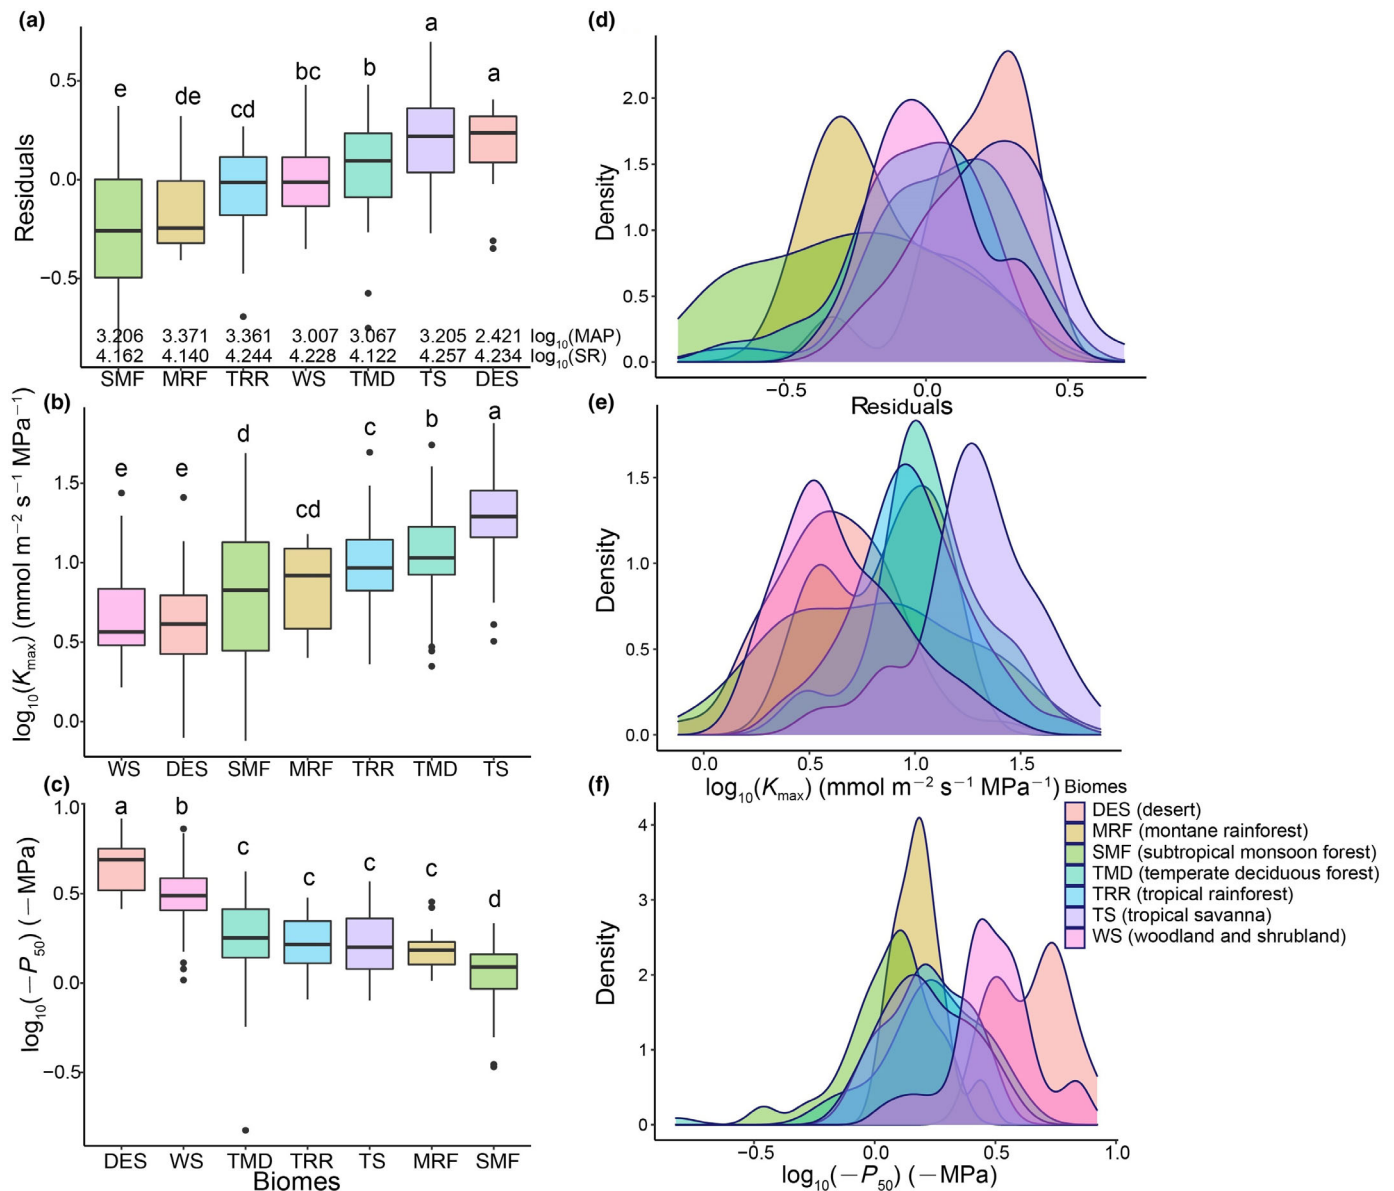 (a)
Residuals
0.5
0.0
−0.5
e
de
cd
bc
b
a
a
3.206 3.371 3.361 3.007 3.067 3.205 2.421 log10(MAP)
4.162 4.140 4.244 4.228 4.122 4.257 4.234 log10(SR)
SMF MRF TRR WS TMD TS DES
(d)
Density
2.0
1.5
1.0
0.5
0.0
−0.5 0.0 0.5
Residuals
(b)
log10(Kmax) (mmol m−2 s−1 MPa−1)
1.5
1.0
0.5
0.0
e
e
d
cd
c
b
a
WS DES SMF MRF TRR TMD TS
(e)
Density
1.5
1.0
0.5
0.0
0.0 0.5 1.0 1.5
log10(Kmax) (mmol m−2 s−1 MPa−1)
(c)
log10(−P50) (−MPa)
1.0
0.5
0.0
−0.5
a
b
c
c
c
c
d
DES WS TMD TRR TS MRF SMF
Biomes
(f)
Density
4
3
2
1
0
−0.5 0.0 0.5 1.0
log10(−P50) (−MPa)
Biomes
DES (desert)
MRF (montane rainforest)
SMF (subtropical monsoon forest)
TMD (temperate deciduous forest)
TRR (tropical rainforest)
TS (tropical savanna)
WS (woodland and shrubland)